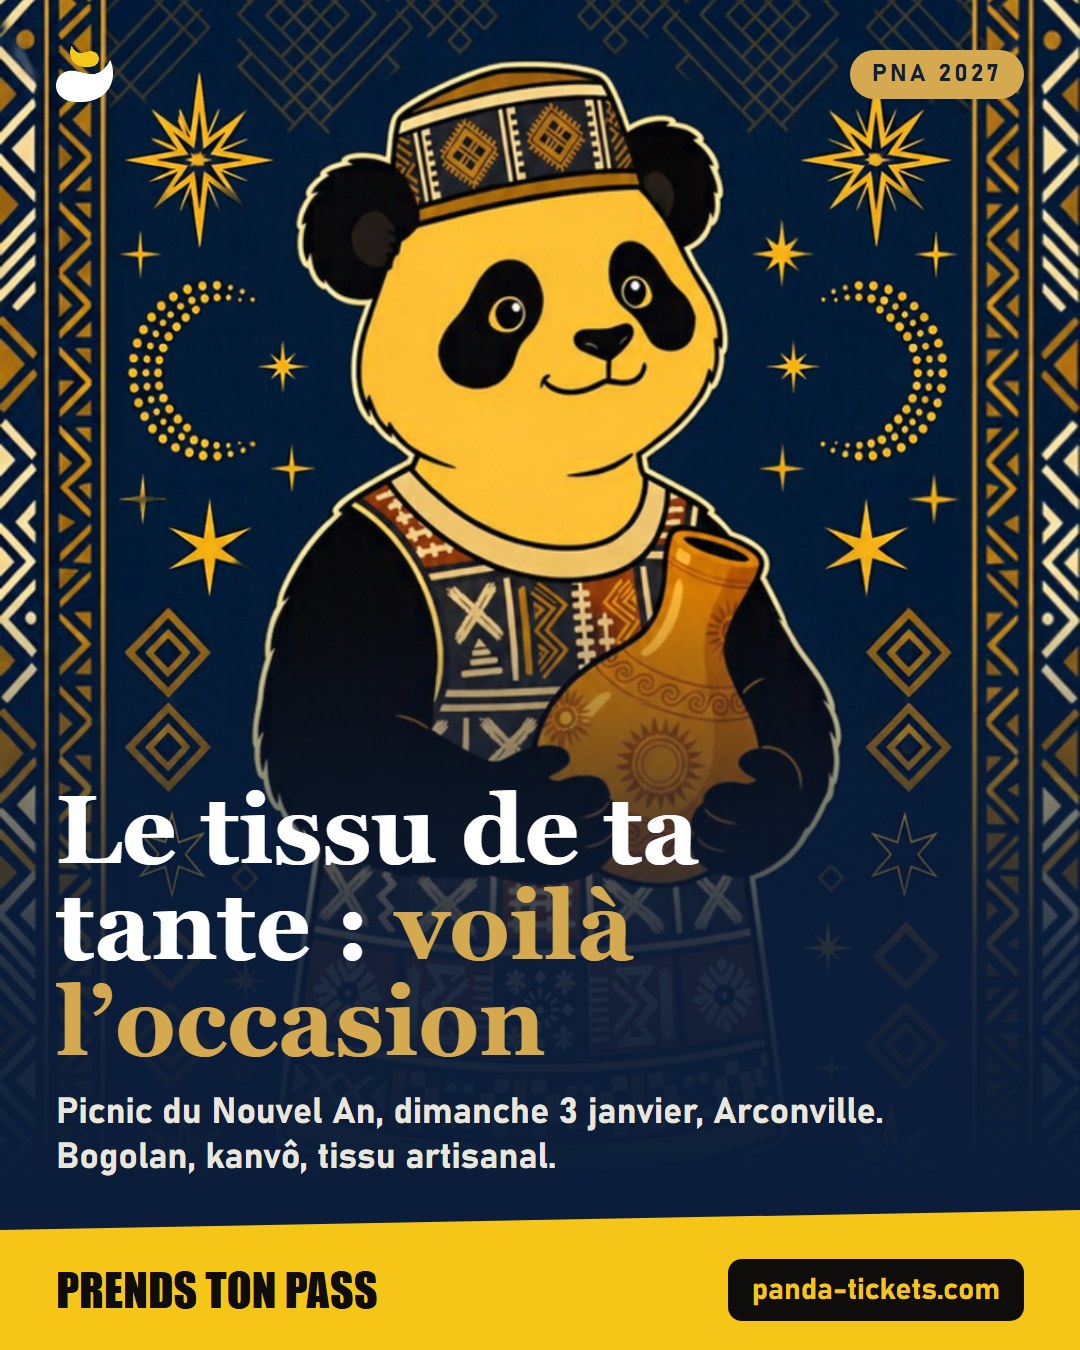 PNA 2027
Le tissu de ta
tante : voilà
l’occasion
Picnic du Nouvel An, dimanche 3 janvier, Arconville.
Bogolan, kanvô, tissu artisanal.
PRENDS TON PASS
panda-tickets.com